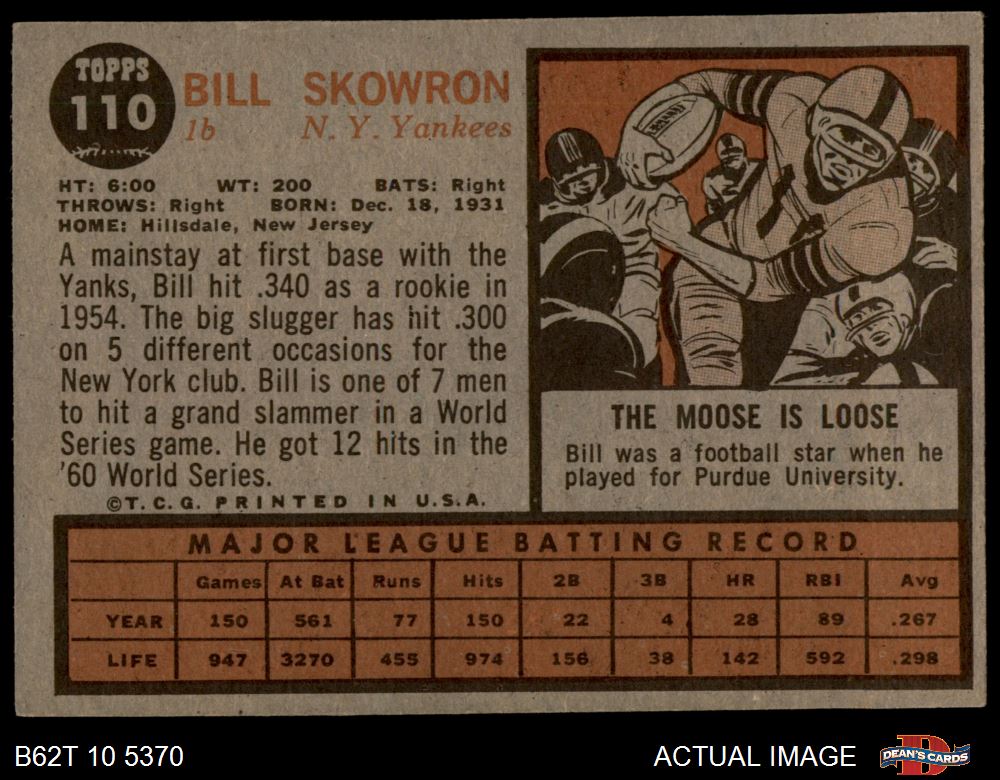 TOPPS
110
BILL SKOWRON
1b N. Y. Yankees
HT: 6:00 WT: 200 BATS: Right
THROWS: Right BORN: Dec. 18, 1931
HOME: Hillsdale, New Jersey
A mainstay at first base with the
Yanks, Bill hit .340 as a rookie in
1954. The big slugger has hit .300
on 5 different occasions for the
New York club. Bill is one of 7 men
to hit a grand slammer in a World
Series game. He got 12 hits in the
'60 World Series.
©T. C. G. PRINTED IN U.S.A.
THE MOOSE IS LOOSE
Bill was a football star when he
played for Purdue University.
MAJOR LEAGUE BATTING RECORD
Games At Bat Runs Hits 2B 3B HR RBI Avg
YEAR 150 561 77 150 22 4 28 89 .267
LIFE 947 3270 455 974 156 38 142 592 .298
B62T 10 5370
ACTUAL IMAGE
D
DEAN'S CARDS